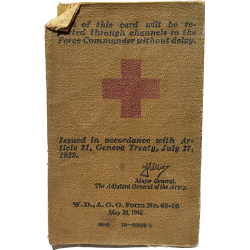 of this card will be re-
ported through channels to the
Force Commander without delay.
Issued in accordance with Ar-
ticle 21, Geneva Treaty, July 27,
1929.
Major General,
The Adjutant General of the Army.
W. D., A. G. O. Form No. 65-10
May 20, 1942